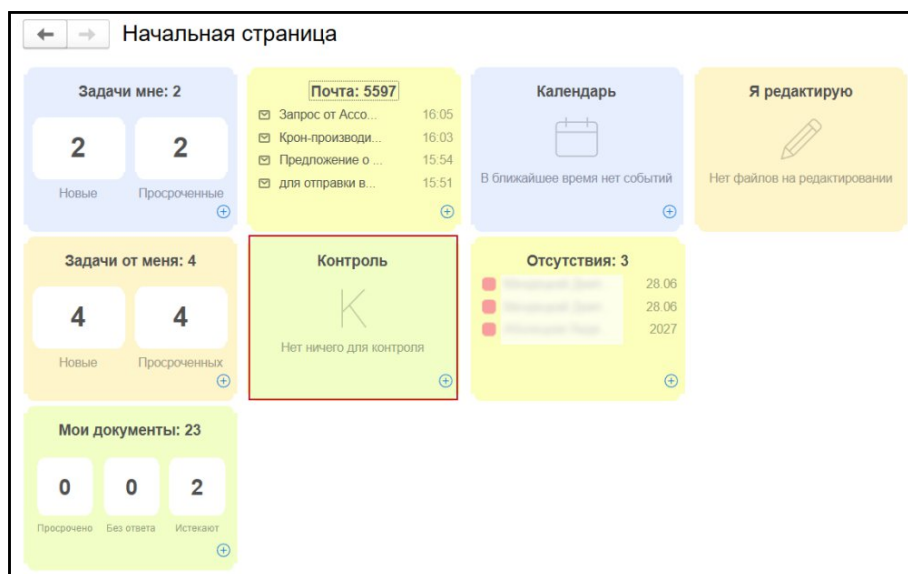 Начальная страница
Задачи мне: 2
2 2
Новые Просроченные
Почта: 5597
Запрос от Ассо... 16:05
Крон-производи... 16:03
Предложение о ... 15:54
для отправки в... 15:51
Календарь
В ближайшее время нет событий
Я редактирую
Нет файлов на редактировании
Задачи от меня: 4
4 4
Новые Просроченных
Контроль
К
Нет ничего для контроля
Отсутствия: 3
28.06
28.06
2027
Мои документы: 23
0 0 2
Просрочено Без ответа Истекают